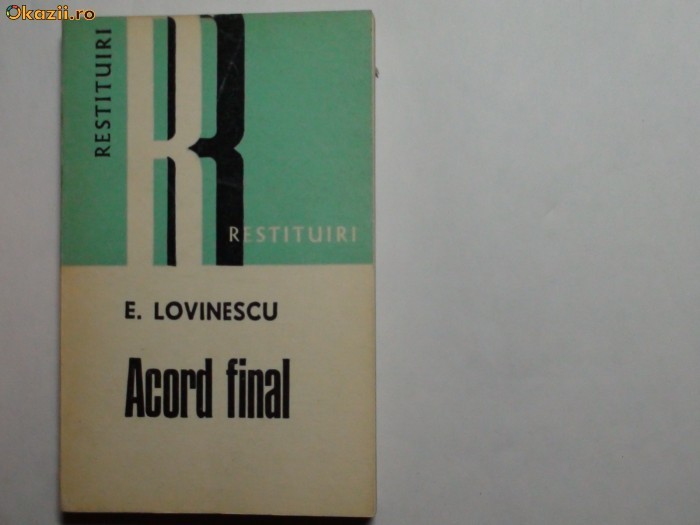 Okazii.ro
RESTITUIRI
RESTITUIRI
E. LOVINESCU
Acord final